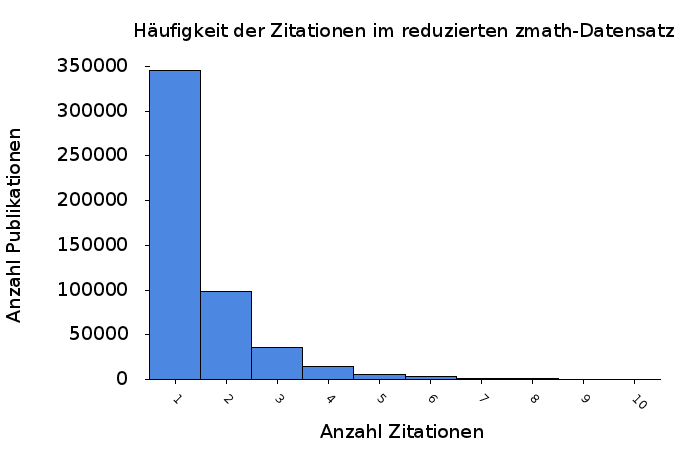 Häufigkeit der Zitationen im reduzierten zmath-Datensatz
Anzahl Publikationen
350000
300000
250000
200000
150000
100000
50000
0
1 2 3 4 5 6 7 8 9 10
Anzahl Zitationen